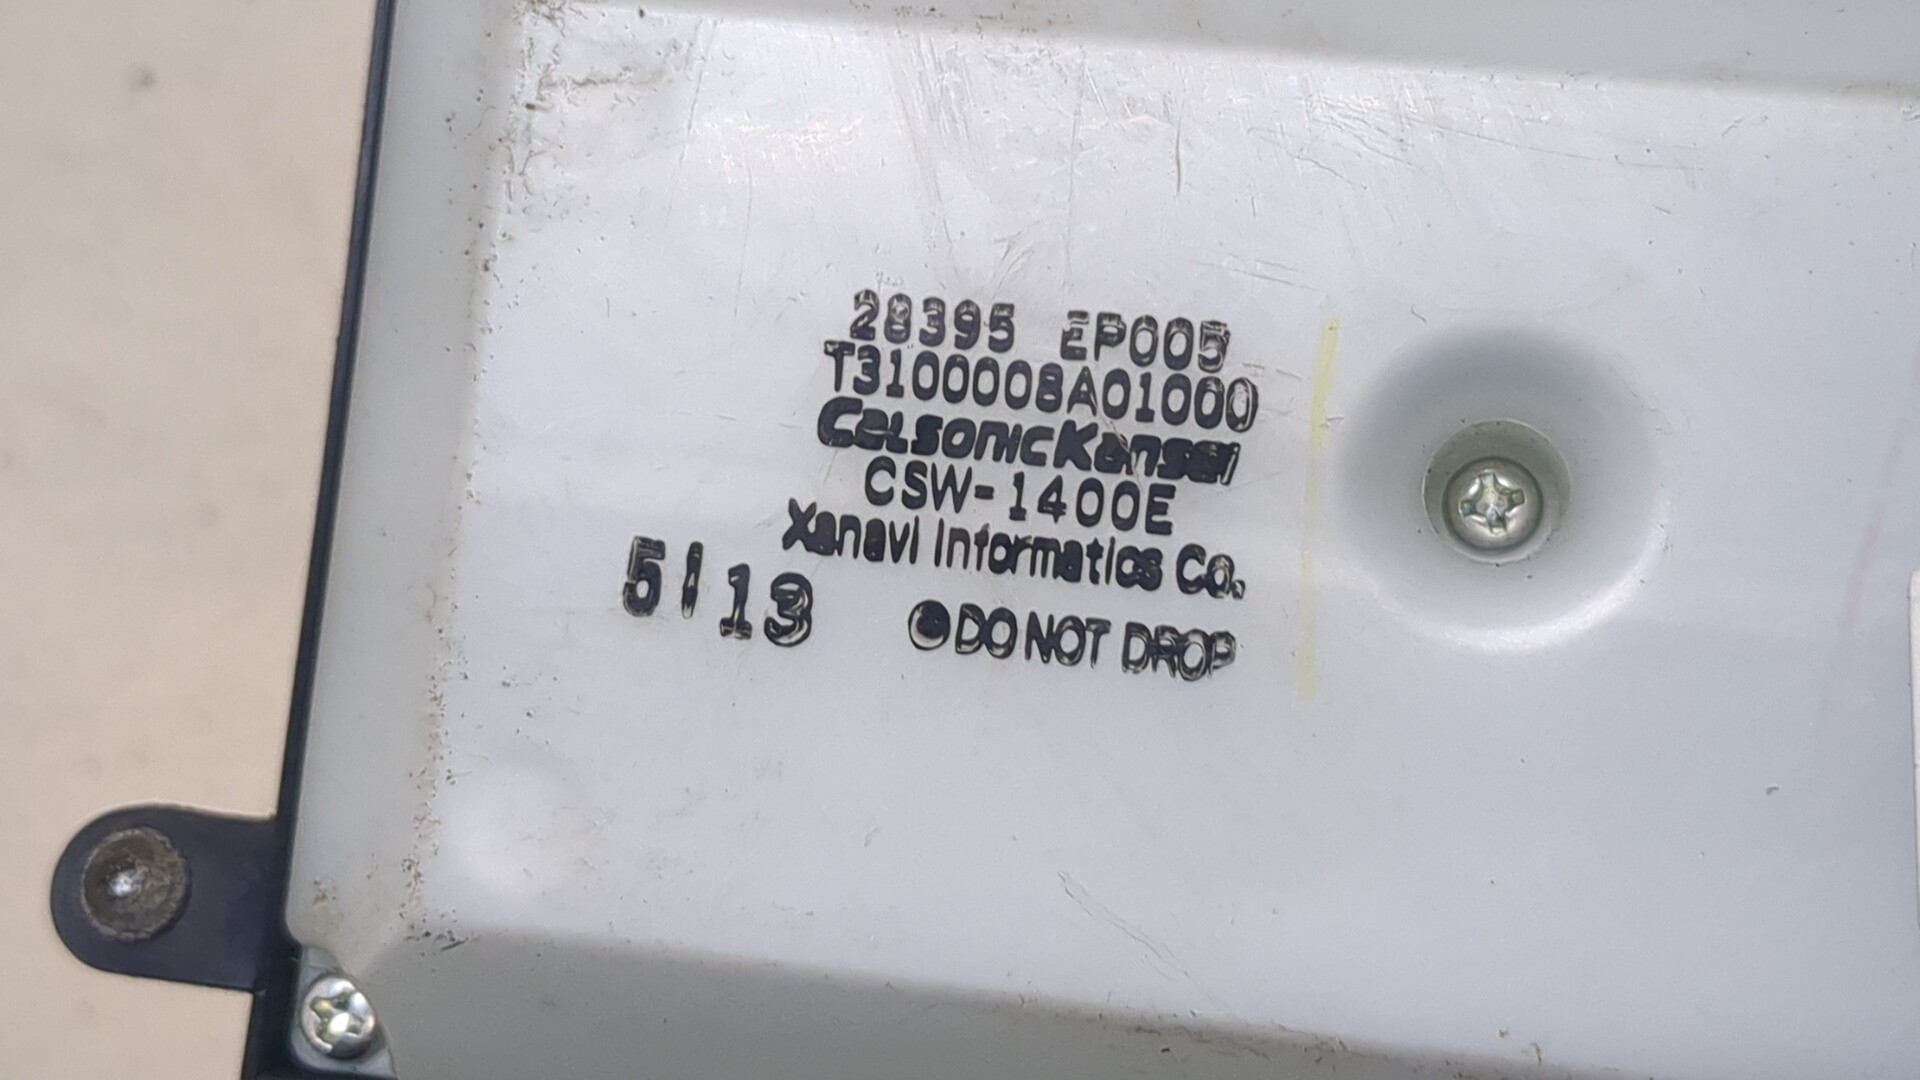 28395 EP005
T3100008A01000
CalsonicKansei
CSW-1400E
Xanavi Informatics Co.
5/13
DO NOT DROP